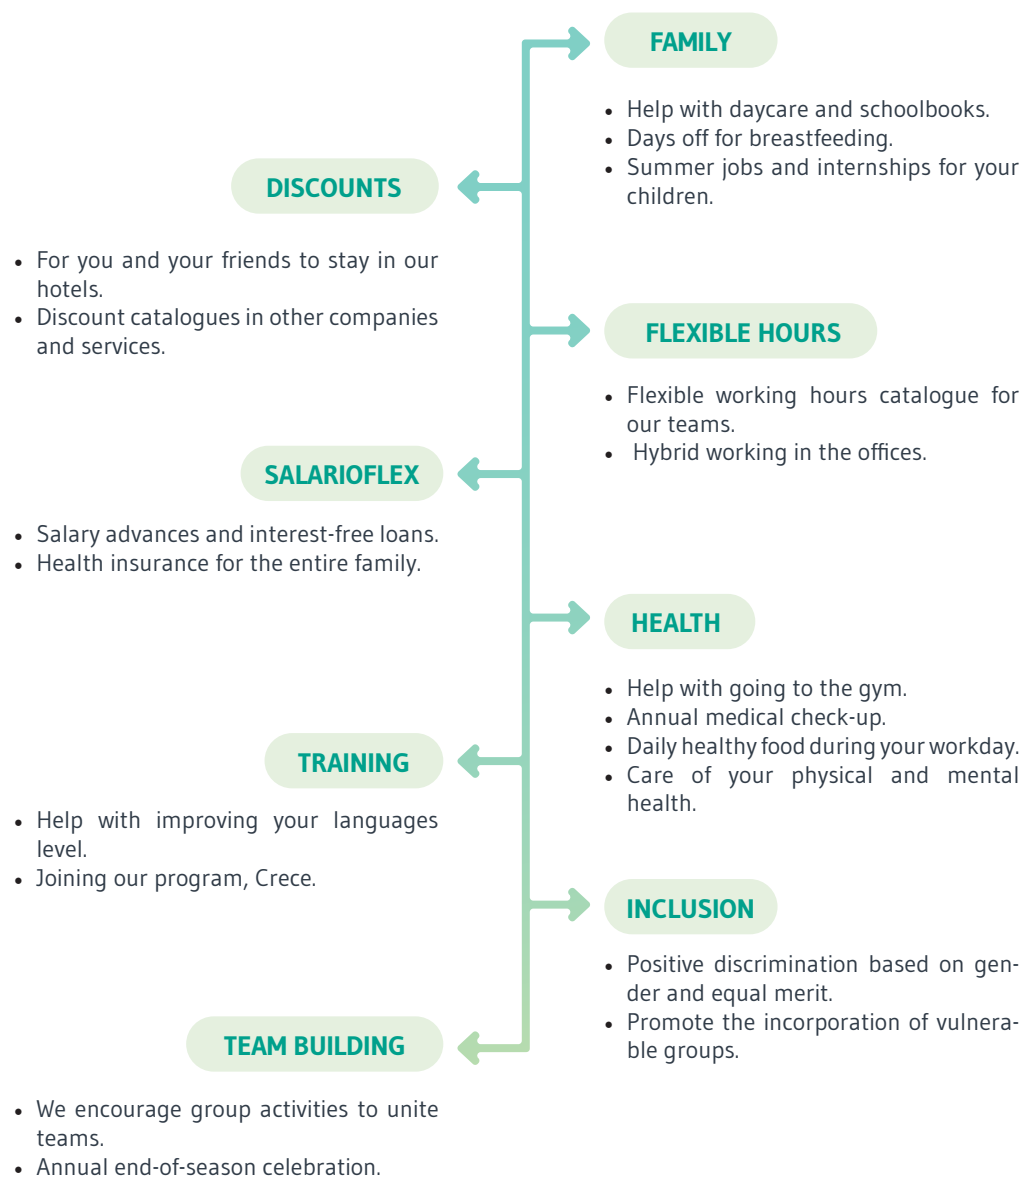 FAMILY
• Help with daycare and schoolbooks.
• Days off for breastfeeding.
• Summer jobs and internships for your
children.
DISCOUNTS
• For you and your friends to stay in our
hotels.
• Discount catalogues in other companies
and services.
FLEXIBLE HOURS
• Flexible working hours catalogue for
our teams.
• Hybrid working in the offices.
SALARIOFLEX
• Salary advances and interest-free loans.
• Health insurance for the entire family.
HEALTH
• Help with going to the gym.
• Annual medical check-up.
• Daily healthy food during your workday.
• Care of your physical and mental
health.
TRAINING
• Help with improving your languages
level.
• Joining our program, Crece.
INCLUSION
• Positive discrimination based on gen-
der and equal merit.
• Promote the incorporation of vulnera-
ble groups.
TEAM BUILDING
• We encourage group activities to unite
teams.
• Annual end-of-season celebration.